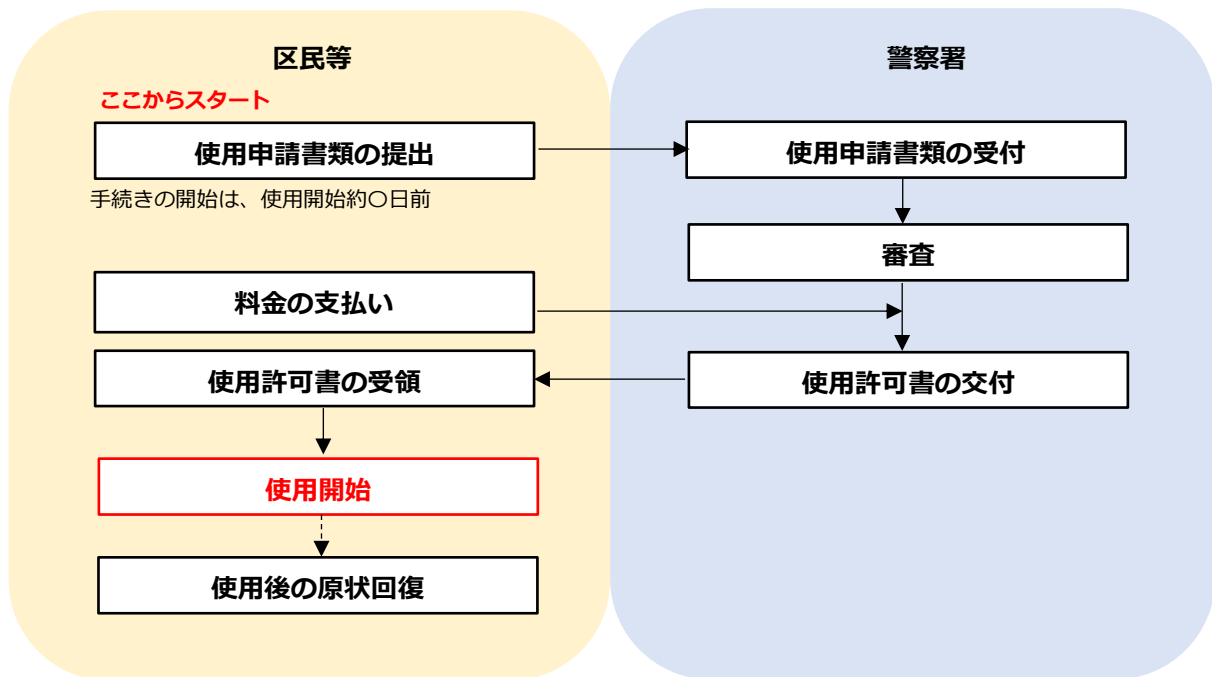 区民等
ここからスタート
使用申請書類の提出
手続きの開始は、使用開始約〇日前
料金の支払い
使用許可書の受領
使用開始
使用後の原状回復
警察署
使用申請書類の受付
審査
使用許可書の交付